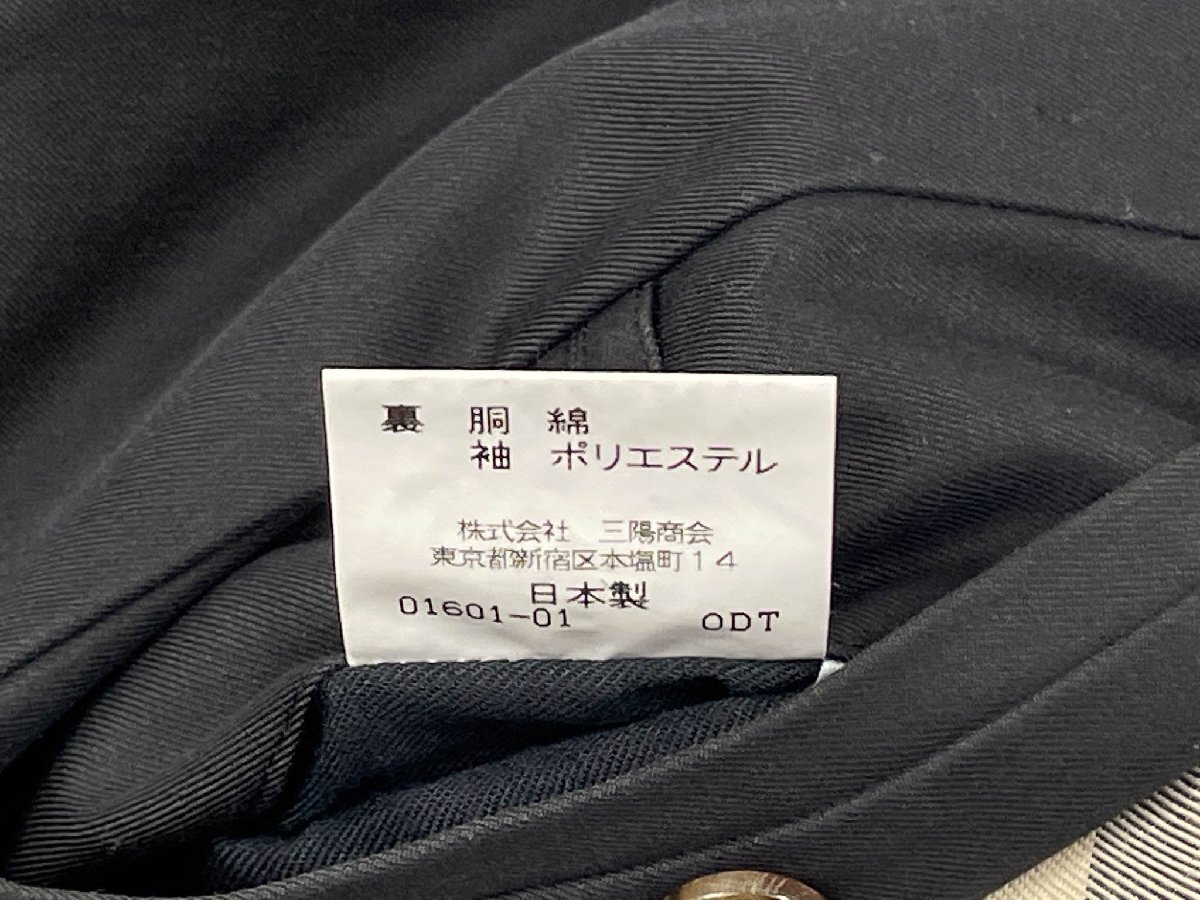 裏 胴 綿
袖 ポリエステル
株式会社 三陽商会
東京都新宿区本塩町14
日本製
01601-01 ODT